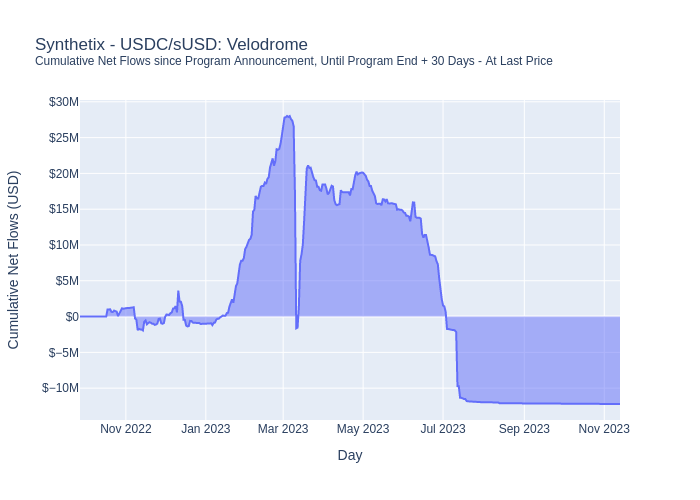 Synthetix - USDC/sUSD: Velodrome
Cumulative Net Flows since Program Announcement, Until Program End + 30 Days - At Last Price
Cumulative Net Flows (USD)
$30M
$25M
$20M
$15M
$10M
$5M
$0
$−5M
$−10M
Nov 2022
Jan 2023
Mar 2023
May 2023
Jul 2023
Sep 2023
Nov 2023
Day